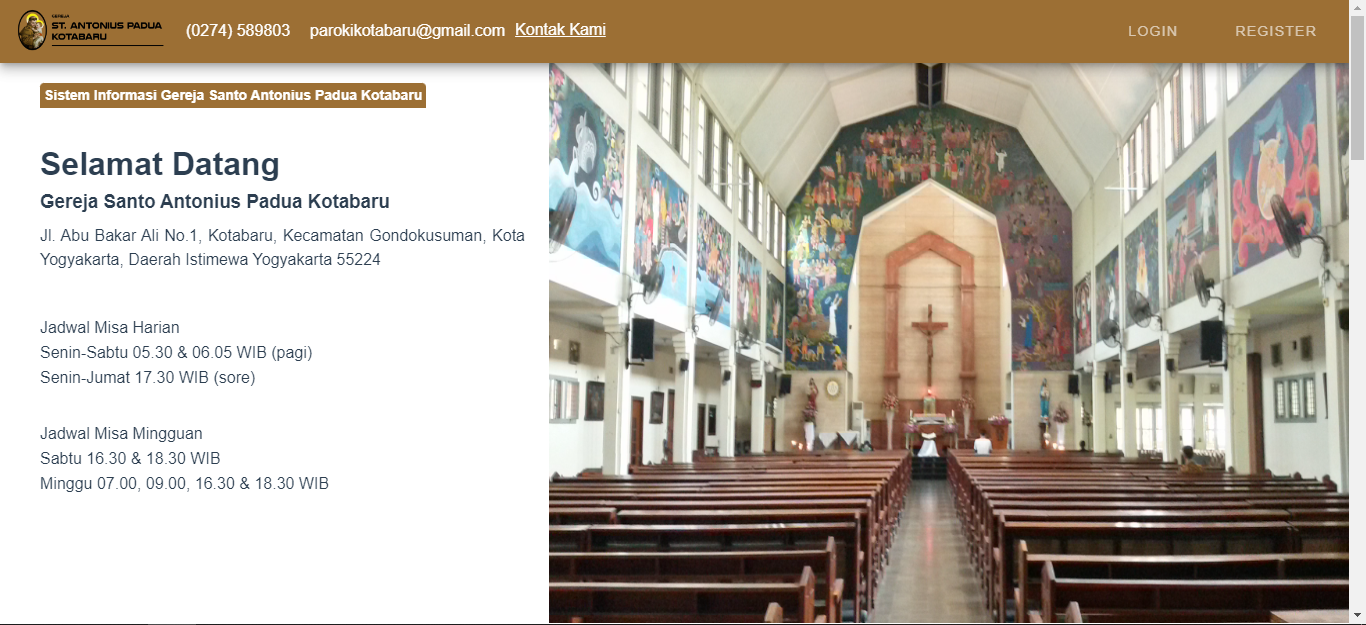 GEREJA
ST. ANTONIUS PADUA
KOTABARU
(0274) 589803 parokikotabaru@gmail.com Kontak Kami LOGIN REGISTER
Sistem Informasi Gereja Santo Antonius Padua Kotabaru
Selamat Datang
Gereja Santo Antonius Padua Kotabaru
Jl. Abu Bakar Ali No.1, Kotabaru, Kecamatan Gondokusuman, Kota
Yogyakarta, Daerah Istimewa Yogyakarta 55224
Jadwal Misa Harian
Senin-Sabtu 05.30 & 06.05 WIB (pagi)
Senin-Jumat 17.30 WIB (sore)
Jadwal Misa Mingguan
Sabtu 16.30 & 18.30 WIB
Minggu 07.00, 09.00, 16.30 & 18.30 WIB